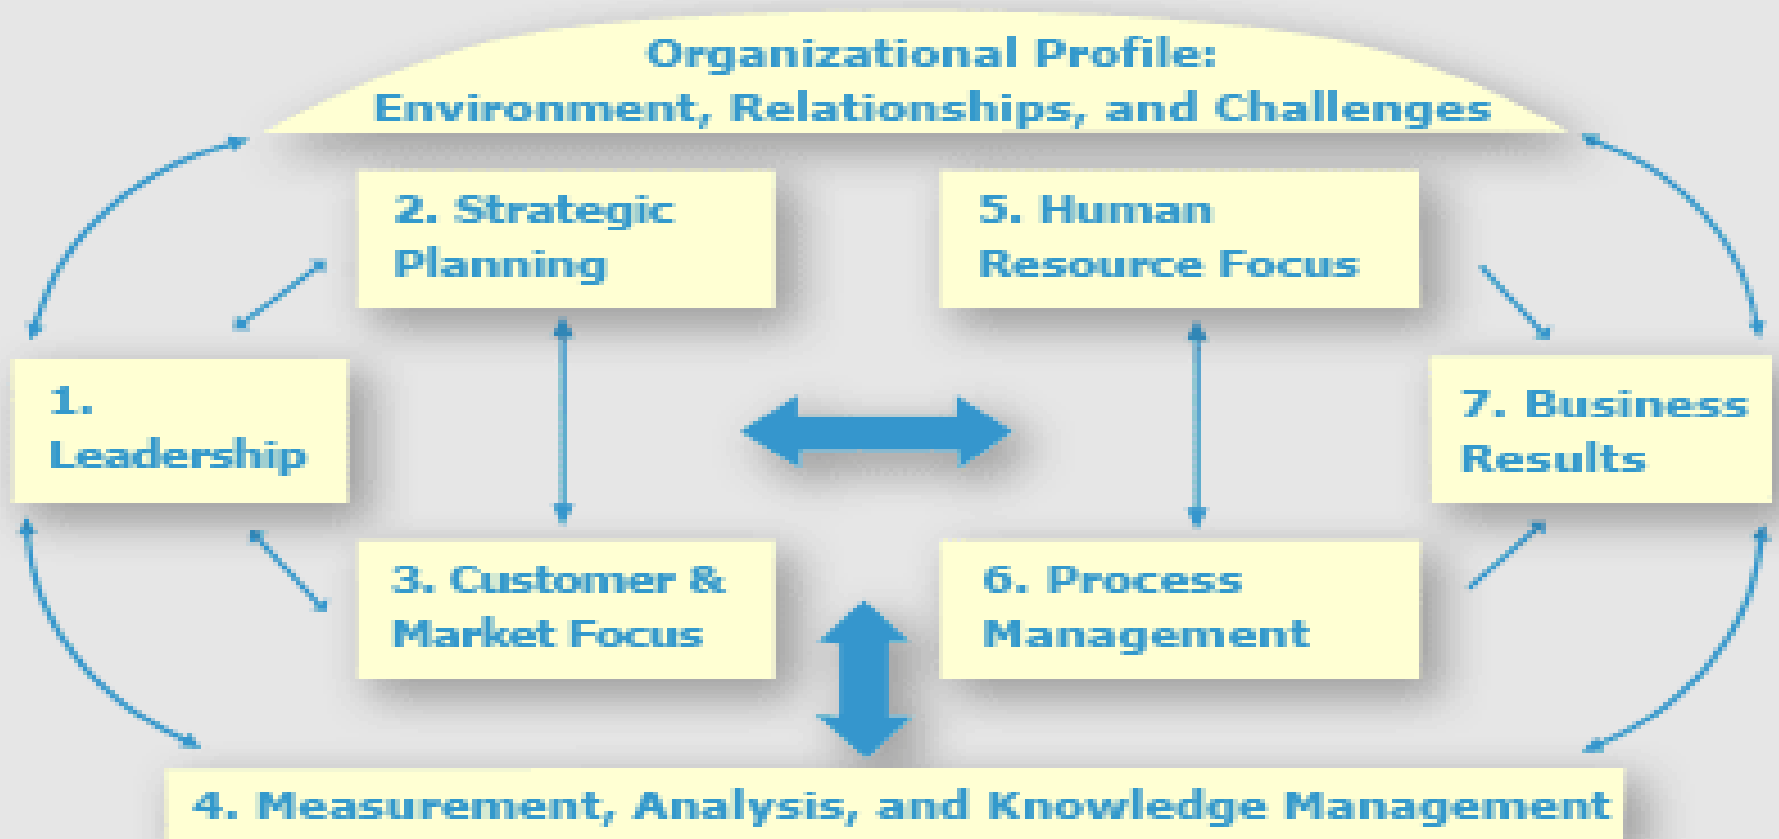 Organizational Profile:
Environment, Relationships, and Challenges
2. Strategic
Planning
5. Human
Resource Focus
1.
Leadership
7. Business
Results
3. Customer &
Market Focus
6. Process
Management
4. Measurement, Analysis, and Knowledge Management